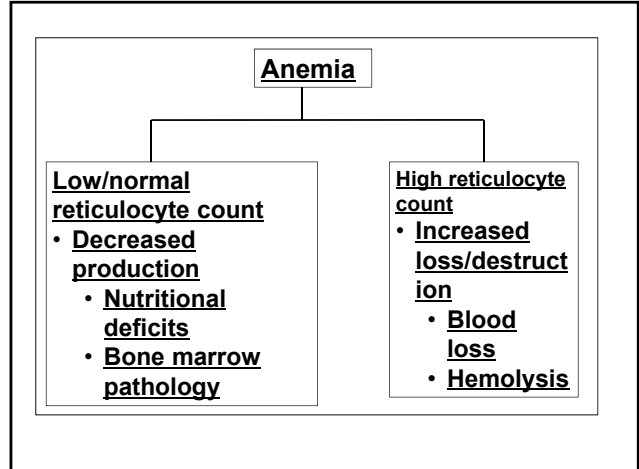 Anemia
Low/normal
reticulocyte count
• Decreased
production
• Nutritional
deficits
• Bone marrow
pathology
High reticulocyte
count
• Increased
loss/destruct
ion
• Blood
loss
• Hemolysis